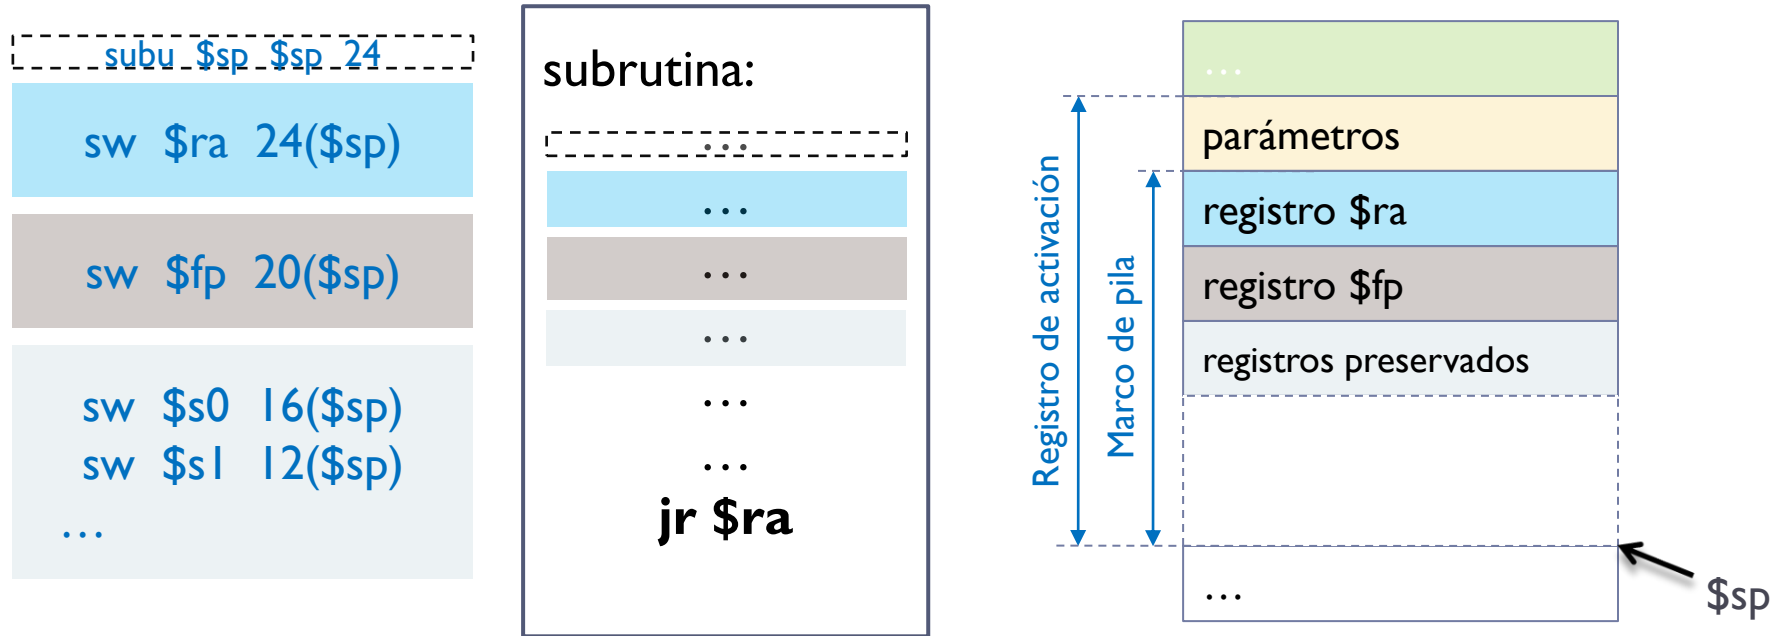 subu $sp $sp 24
sw $ra 24($sp)
sw $fp 20($sp)
sw $s0 16($sp)
sw $s1 12($sp)
…
subrutina:
…
…
…
…
…
…
jr $ra
Registro de activación
Marco de pila
…
parámetros
registro $ra
registro $fp
registros preservados
…
$sp